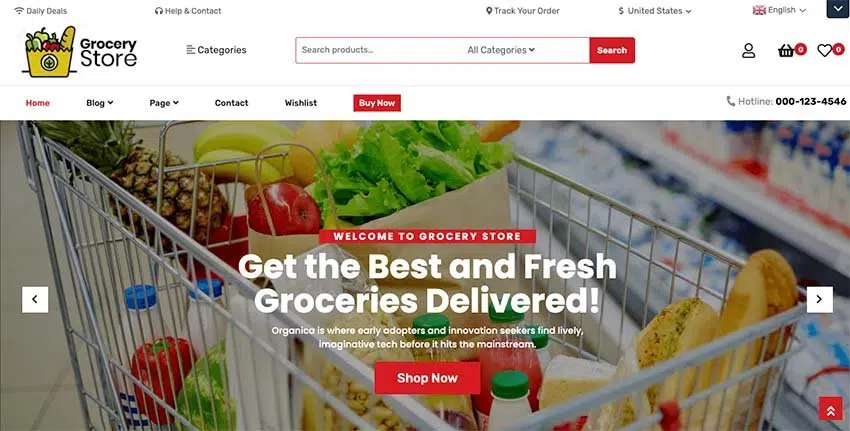 Daily Deals
Help & Contact
Track Your Order
$ United States
English
Grocery
Store
Categories
Search products...
All Categories
Search
0
0
Home
Blog
Page
Contact
Wishlist
Buy Now
Hotline: 000-123-4546
WELCOME TO GROCERY STORE
Get the Best and Fresh
Groceries Delivered!
Organica is where early adopters and innovation seekers find lively,
imaginative tech before it hits the mainstream.
Shop Now